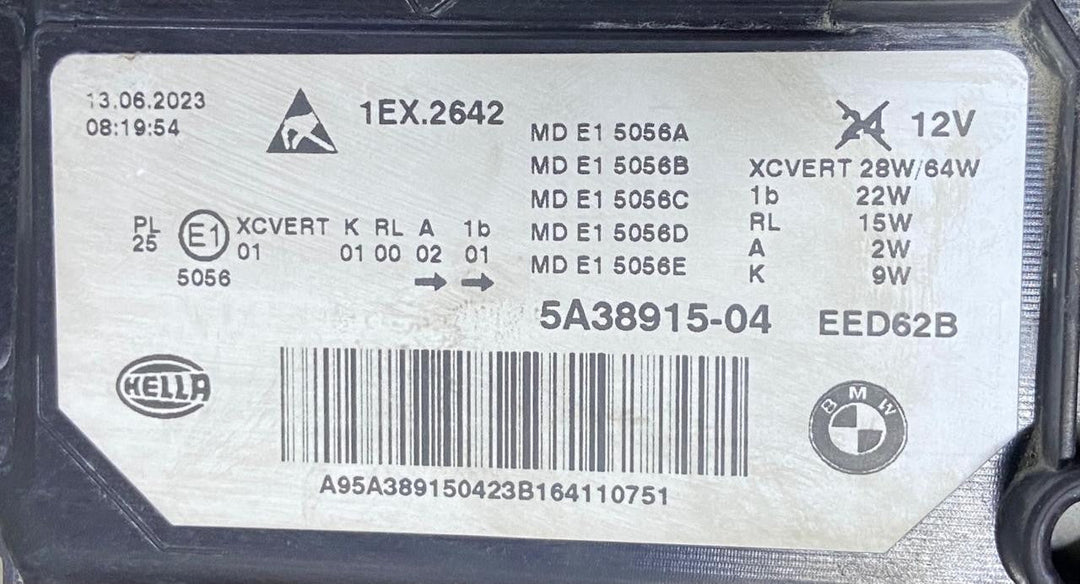 13.06.2023
08:19:54
1EX.2642
MD E1 5056A
MD E1 5056B
MD E1 5056C
MD E1 5056D
MD E1 5056E
24 12V
XCVERT 28W/64W
1b 22W
RL 15W
A 2W
K 9W
PL
25
E1
5056
XCVERT K RL A 1b
01 01 00 02 01
5A38915-04
EED62B
HELLA
BMW
A95A389150423B164110751